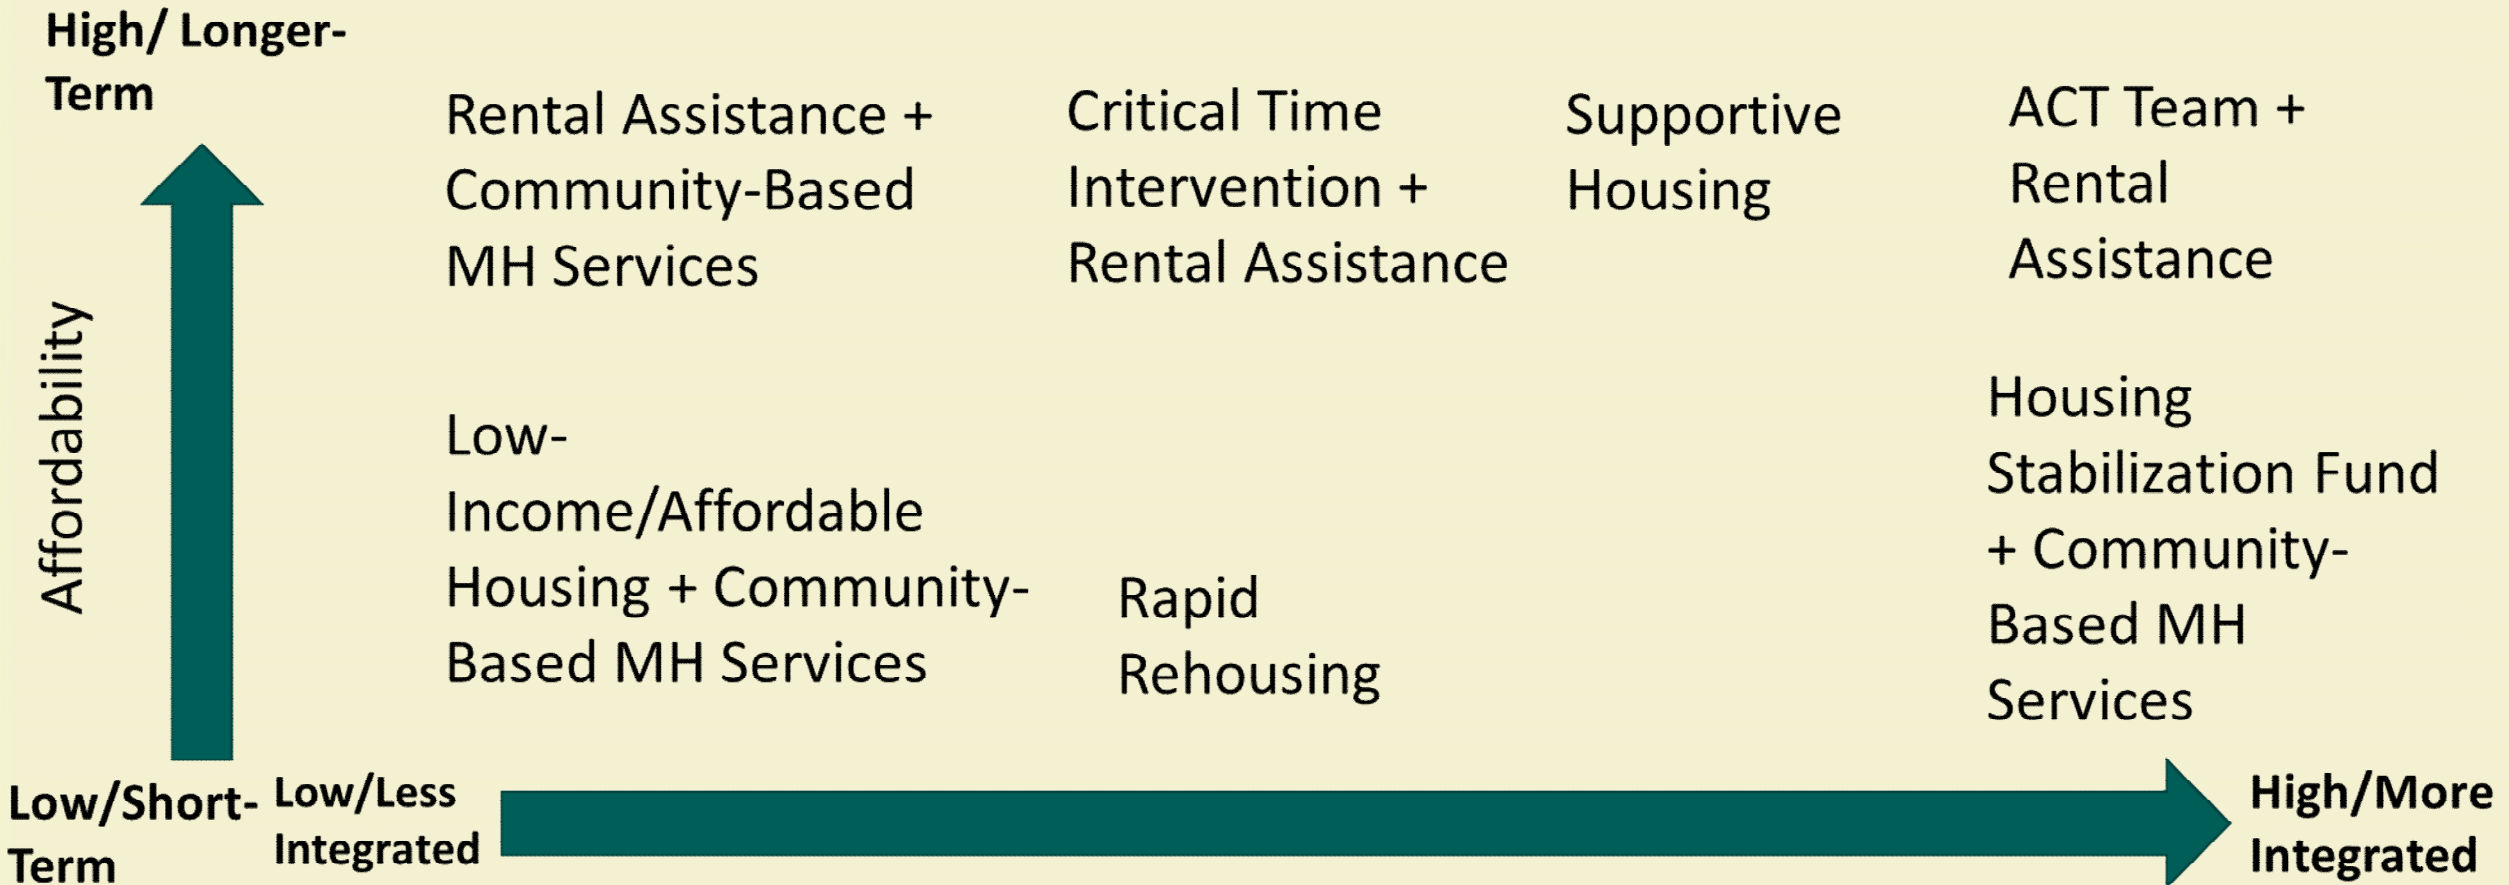 High/ Longer-
Term
Affordability
Rental Assistance +
Community-Based
MH Services
Critical Time
Intervention +
Rental Assistance
Supportive
Housing
ACT Team +
Rental
Assistance
Low-
Income/Affordable
Housing + Community-
Based MH Services
Rapid
Rehousing
Housing
Stabilization Fund
+ Community-
Based MH
Services
Low/Short-
Term
Low/Less
Integrated
High/More
Integrated